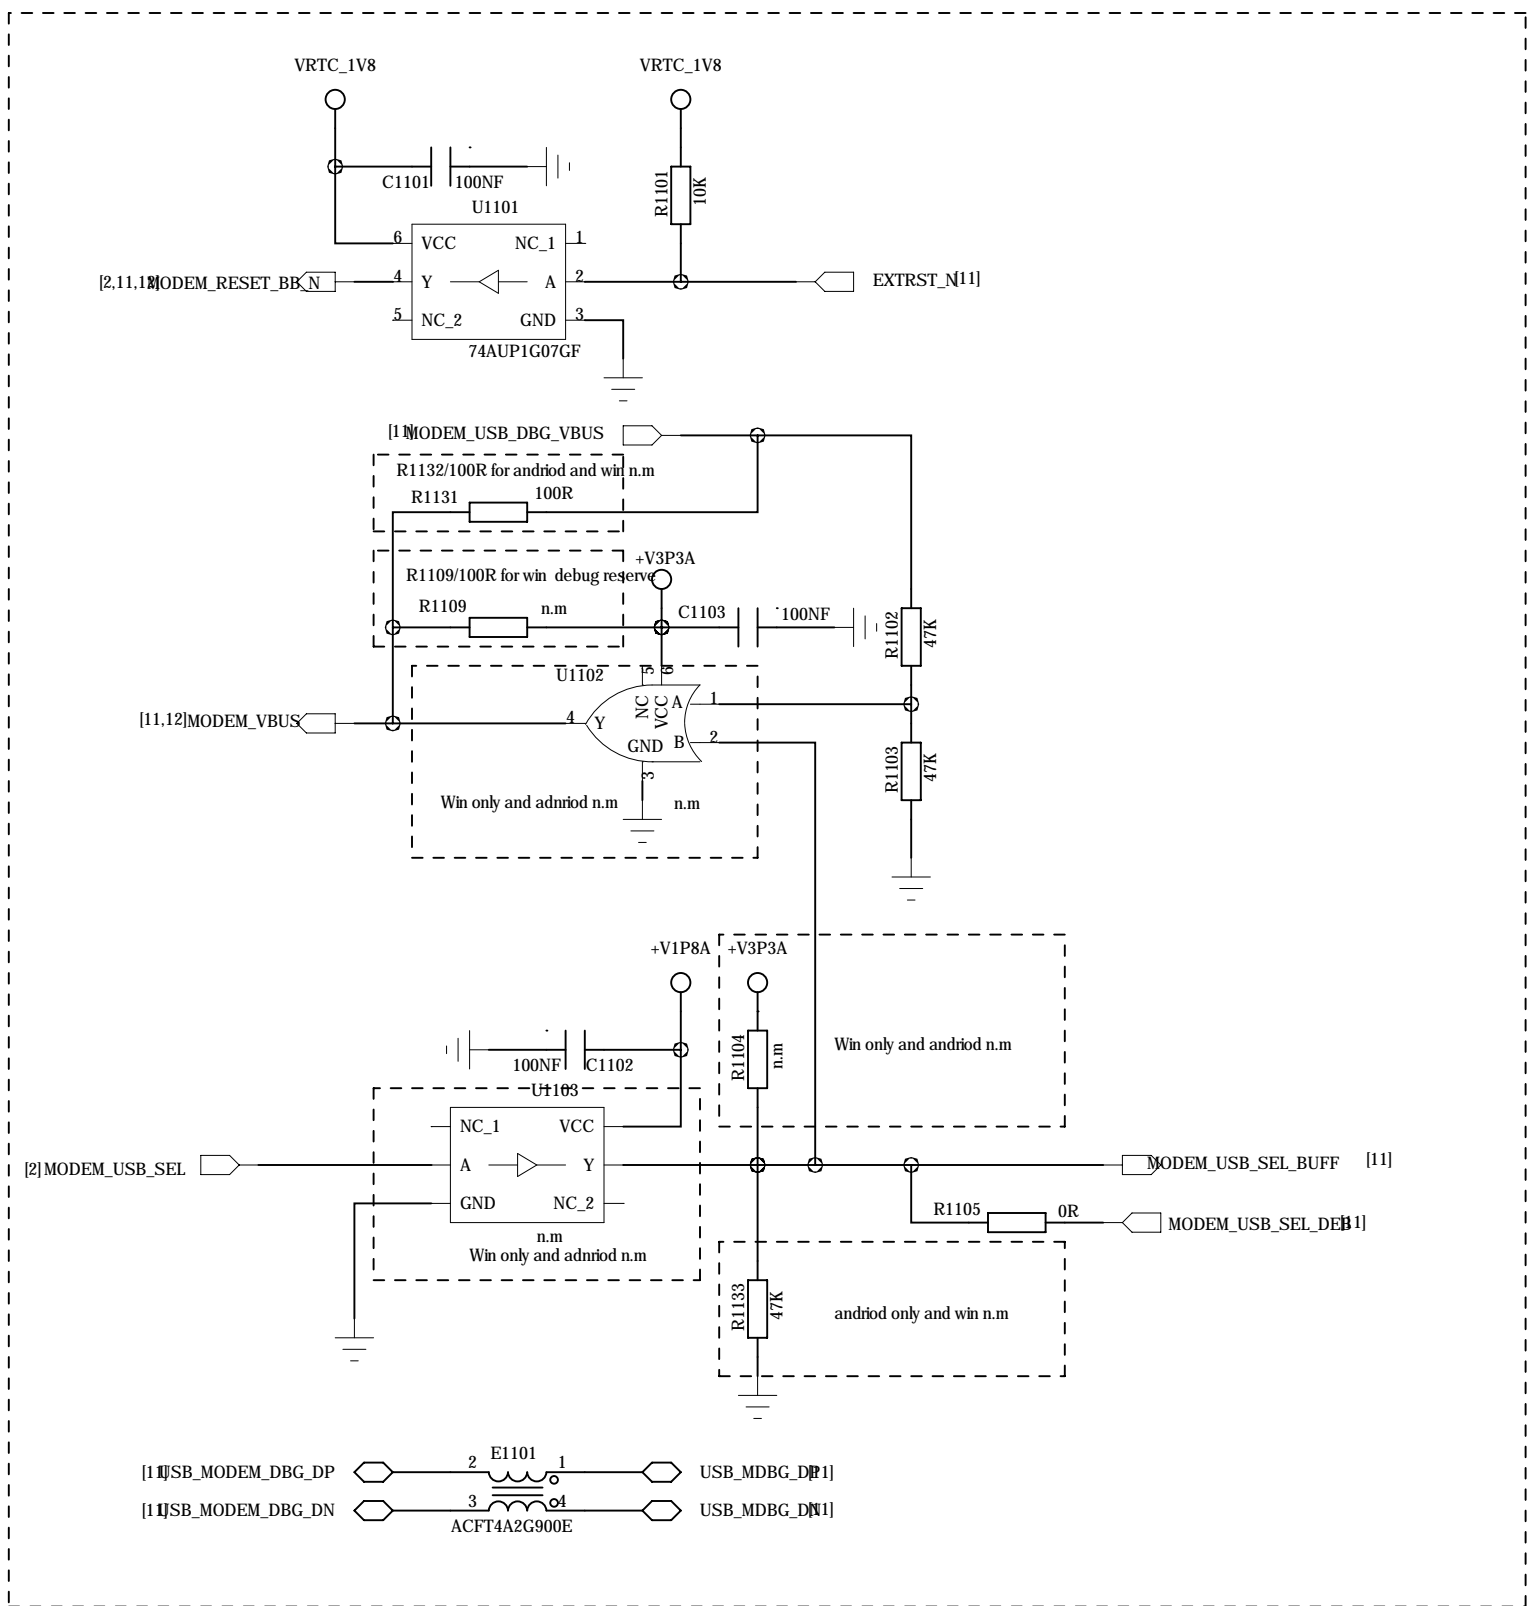 VRTC_1V8
VRTC_1V8
C1101
100NF
R1101
10K
U1101
6
VCC
NC_1
1
[2,11,12]MODEM_RESET_BB_N
4
Y
A
2
EXTRST_N[11]
5
NC_2
GND
3
74AUP1G07GF
[11]MODEM_USB_DBG_VBUS
R1132/100R for andriod and win n.m
R1131
100R
+V3P3A
R1109/100R for win debug reserve
R1109
n.m
C1103
100NF
R1102
47K
U1102
5
6
NC
VCC
A
1
[11,12]MODEM_VBUS
4
Y
GND
B
2
3
R1103
47K
Win only and adnriod n.m
n.m
+V1P8A
+V3P3A
R1104
n.m
Win only and andriod n.m
100NF
C1102
U1103
NC_1
VCC
[2]MODEM_USB_SEL
A
Y
MODEM_USB_SEL_BUFF
[11]
GND
NC_2
R1105
0R
MODEM_USB_SEL_DEB[11]
n.m
Win only and adnriod n.m
R1133
47K
andriod only and win n.m
E1101
[11]USB_MODEM_DBG_DP
2
1
USB_MDBG_DP[11]
[11]USB_MODEM_DBG_DN
3
4
USB_MDBG_DN[11]
ACFT4A2G900E